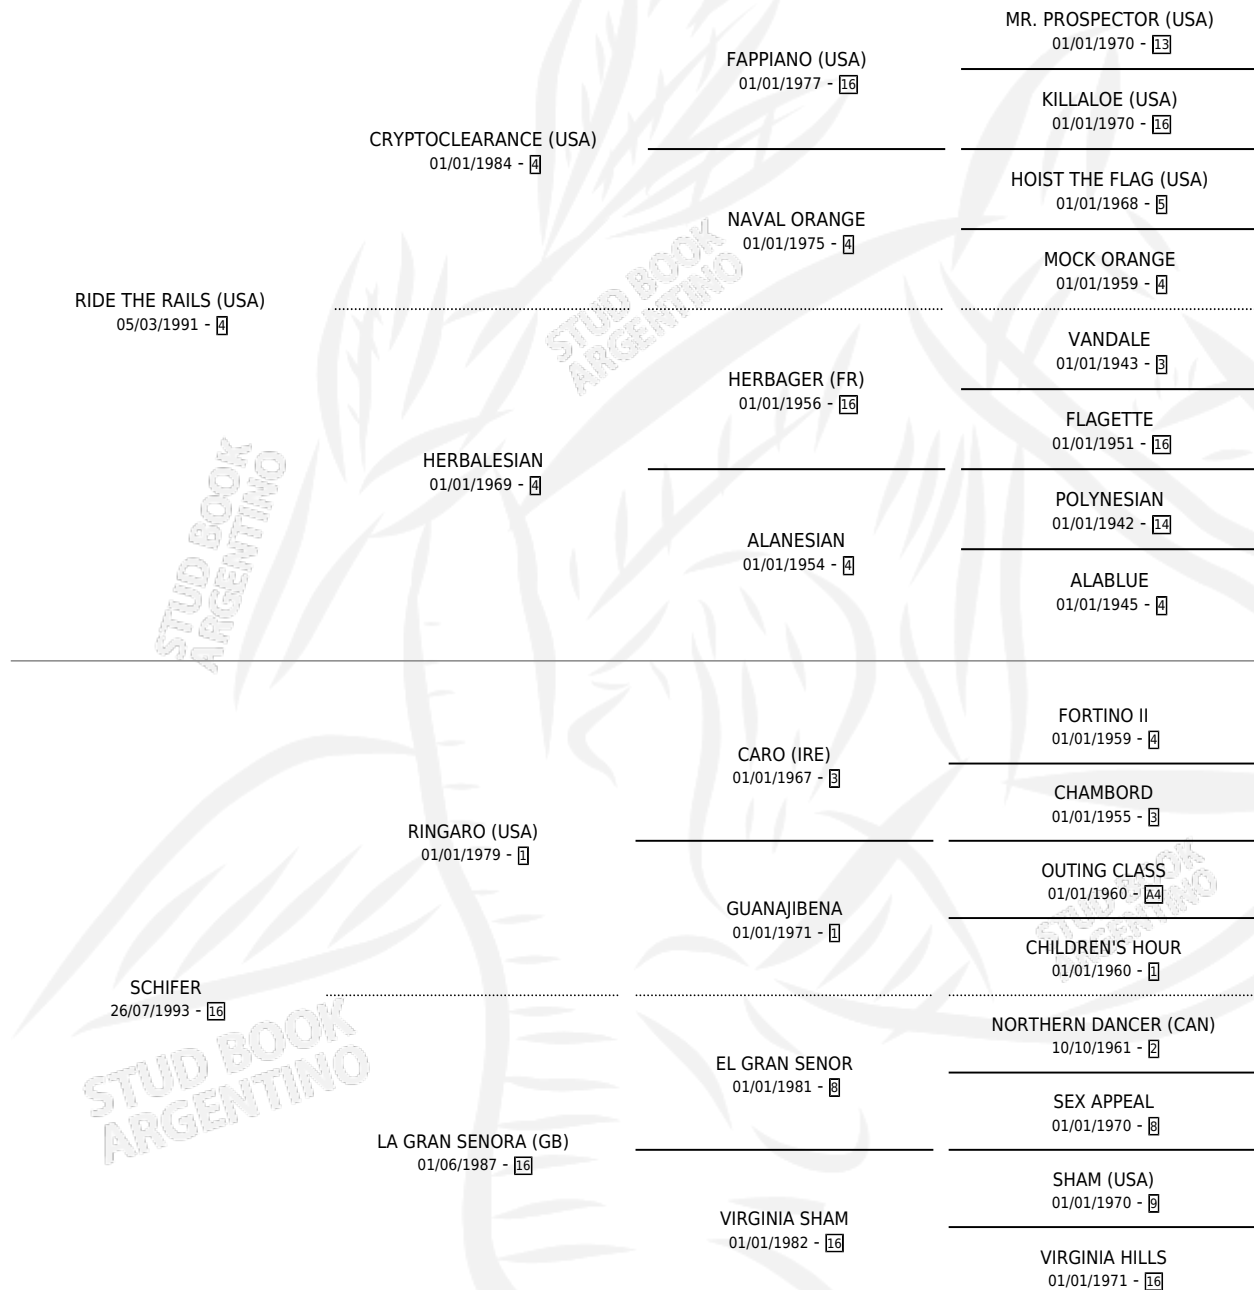 MR. PROSPECTOR (USA)
01/01/1970 - 13
FAPPIANO (USA)
01/01/1977 - 16
KILLALOE (USA)
01/01/1970 - 16
CRYPTOCLEARANCE (USA)
01/01/1984 - 4
HOIST THE FLAG (USA)
01/01/1968 - 5
NAVAL ORANGE
01/01/1975 - 4
MOCK ORANGE
01/01/1959 - 4
RIDE THE RAILS (USA)
05/03/1991 - 4
STUD BOOK
ARGENTINO
VANDALE
01/01/1943 - 3
HERBAGER (FR)
01/01/1956 - 16
FLAGETTE
01/01/1951 - 16
HERBALESIAN
01/01/1969 - 4
POLYNESIAN
01/01/1942 - 14
ALANESIAN
01/01/1954 - 4
ALABLUE
01/01/1945 - 4
STUD BOOK
ARGENTINO
FORTINO II
01/01/1959 - 4
CARO (IRE)
01/01/1967 - 3
CHAMBORD
01/01/1955 - 3
RINGARO (USA)
01/01/1979 - 1
OUTING CLASS
01/01/1960 - A4
GUANAJIBENA
01/01/1971 - 1
CHILDREN'S HOUR
01/01/1960 - 1
STUD BOOK
ARGENTINO
SCHIFER
26/07/1993 - 16
NORTHERN DANCER (CAN)
10/10/1961 - 2
EL GRAN SENOR
01/01/1981 - 8
SEX APPEAL
01/01/1970 - 8
STUD BOOK
ARGENTINO
LA GRAN SENORA (GB)
01/06/1987 - 16
SHAM (USA)
01/01/1970 - 9
VIRGINIA SHAM
01/01/1982 - 16
VIRGINIA HILLS
01/01/1971 - 16